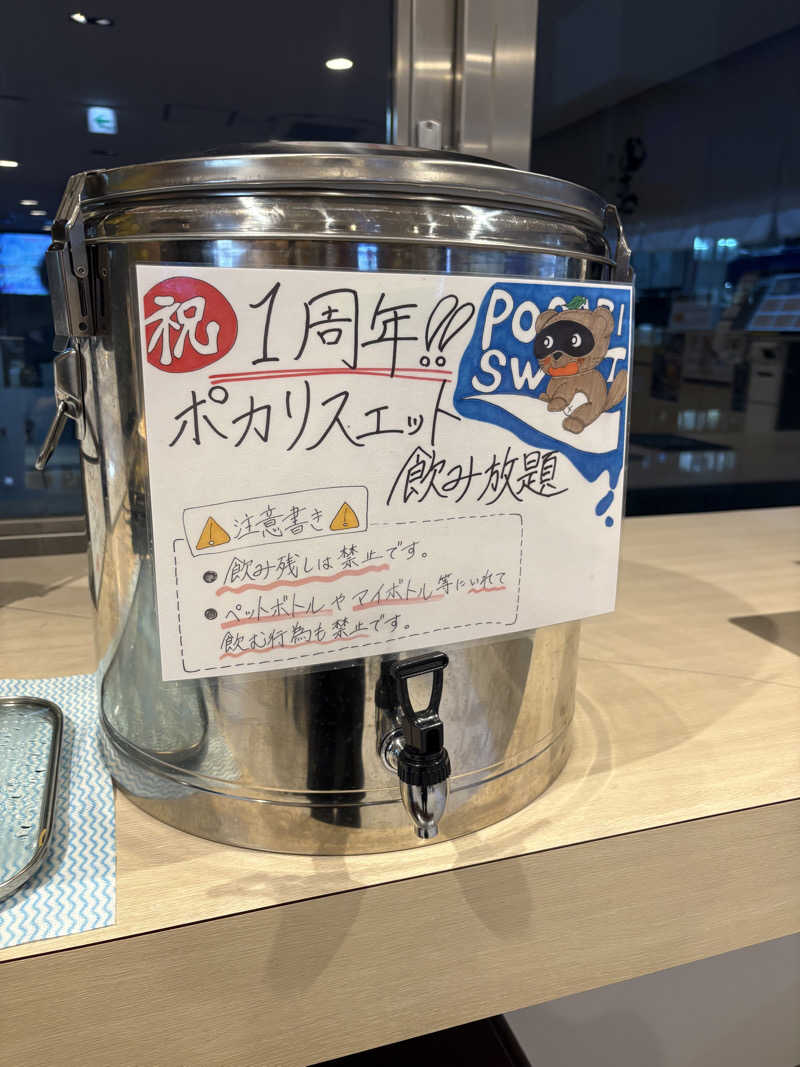 祝 1周年!!
POCARI
SWEAT
ポカリスエット
飲み放題
注意書き
飲み残しは禁止です。
ペットボトルやマイボトル等にいれて
飲む行為も禁止です。